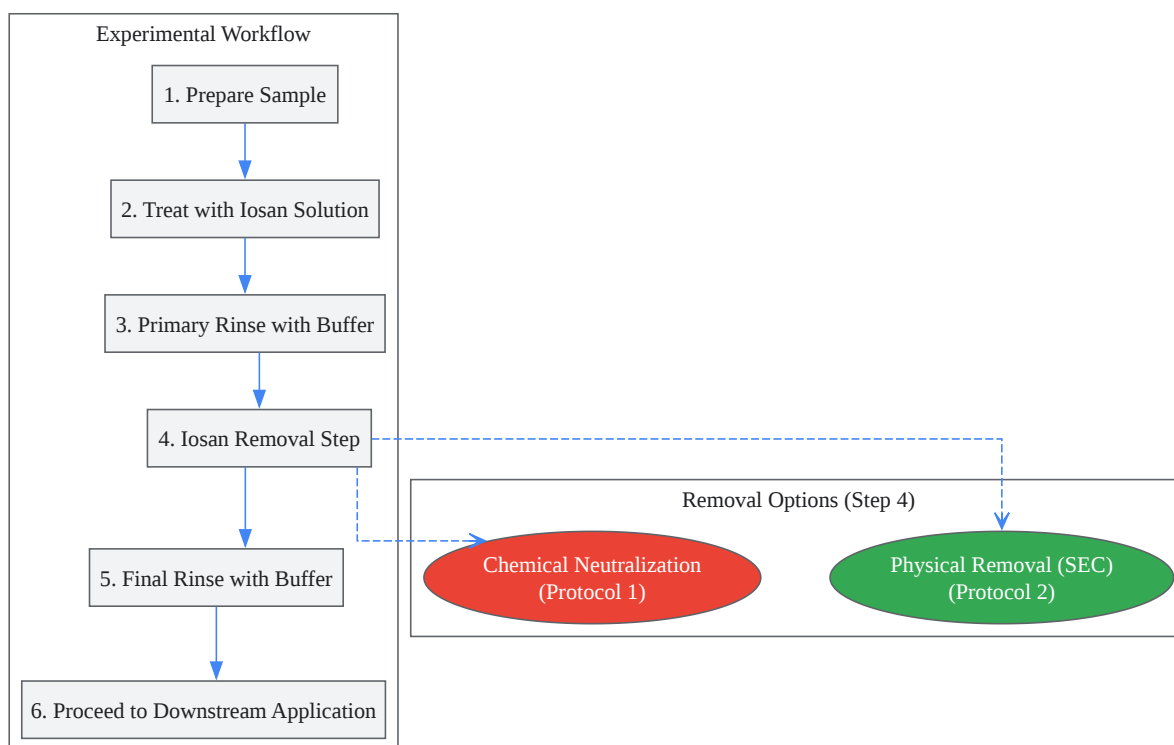 Experimental Workflow
1. Prepare Sample
2. Treat with Iosan Solution
3. Primary Rinse with Buffer
4. Iosan Removal Step
5. Final Rinse with Buffer
6. Proceed to Downstream Application
Removal Options (Step 4)
Chemical Neutralization
(Protocol 1)
Physical Removal (SEC)
(Protocol 2)